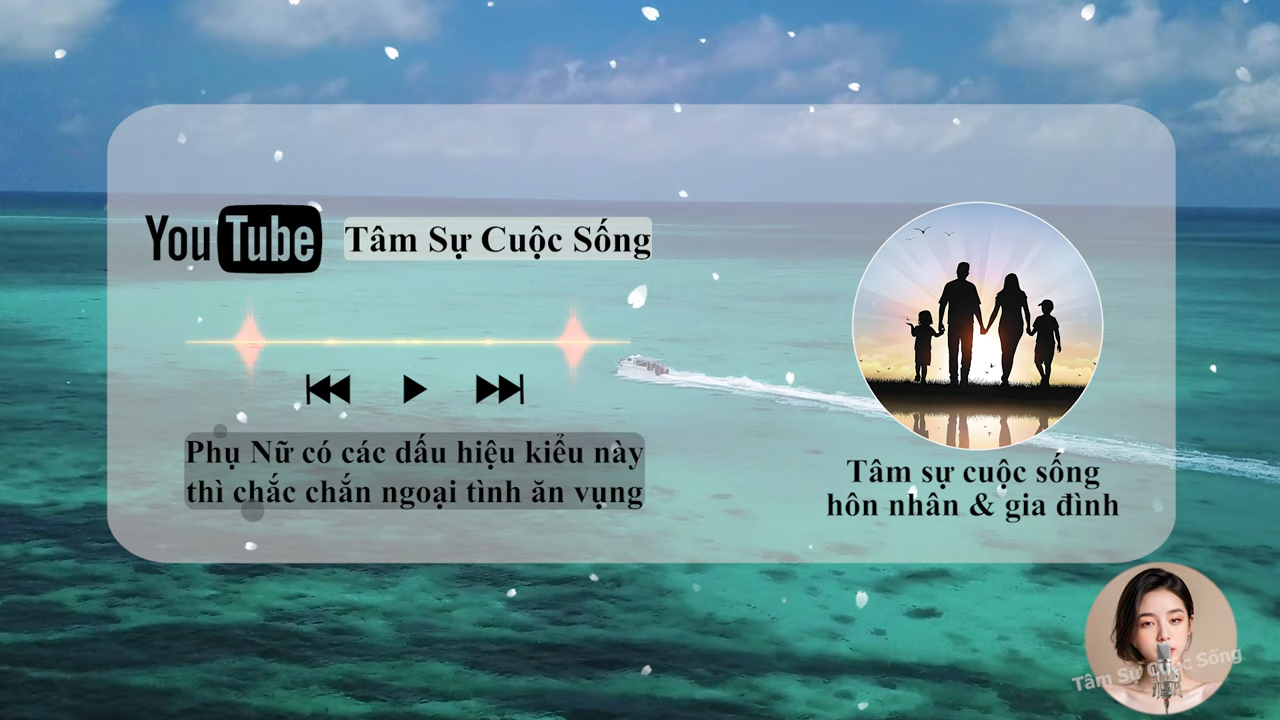 YouTube
Tâm Sự Cuộc Sống
Phụ Nữ có các dấu hiệu kiểu này
thì chắc chắn ngoại tình ăn vụng
Tâm sự cuộc sống
hôn nhân & gia đình
Tâm Sự Cuộc Sống